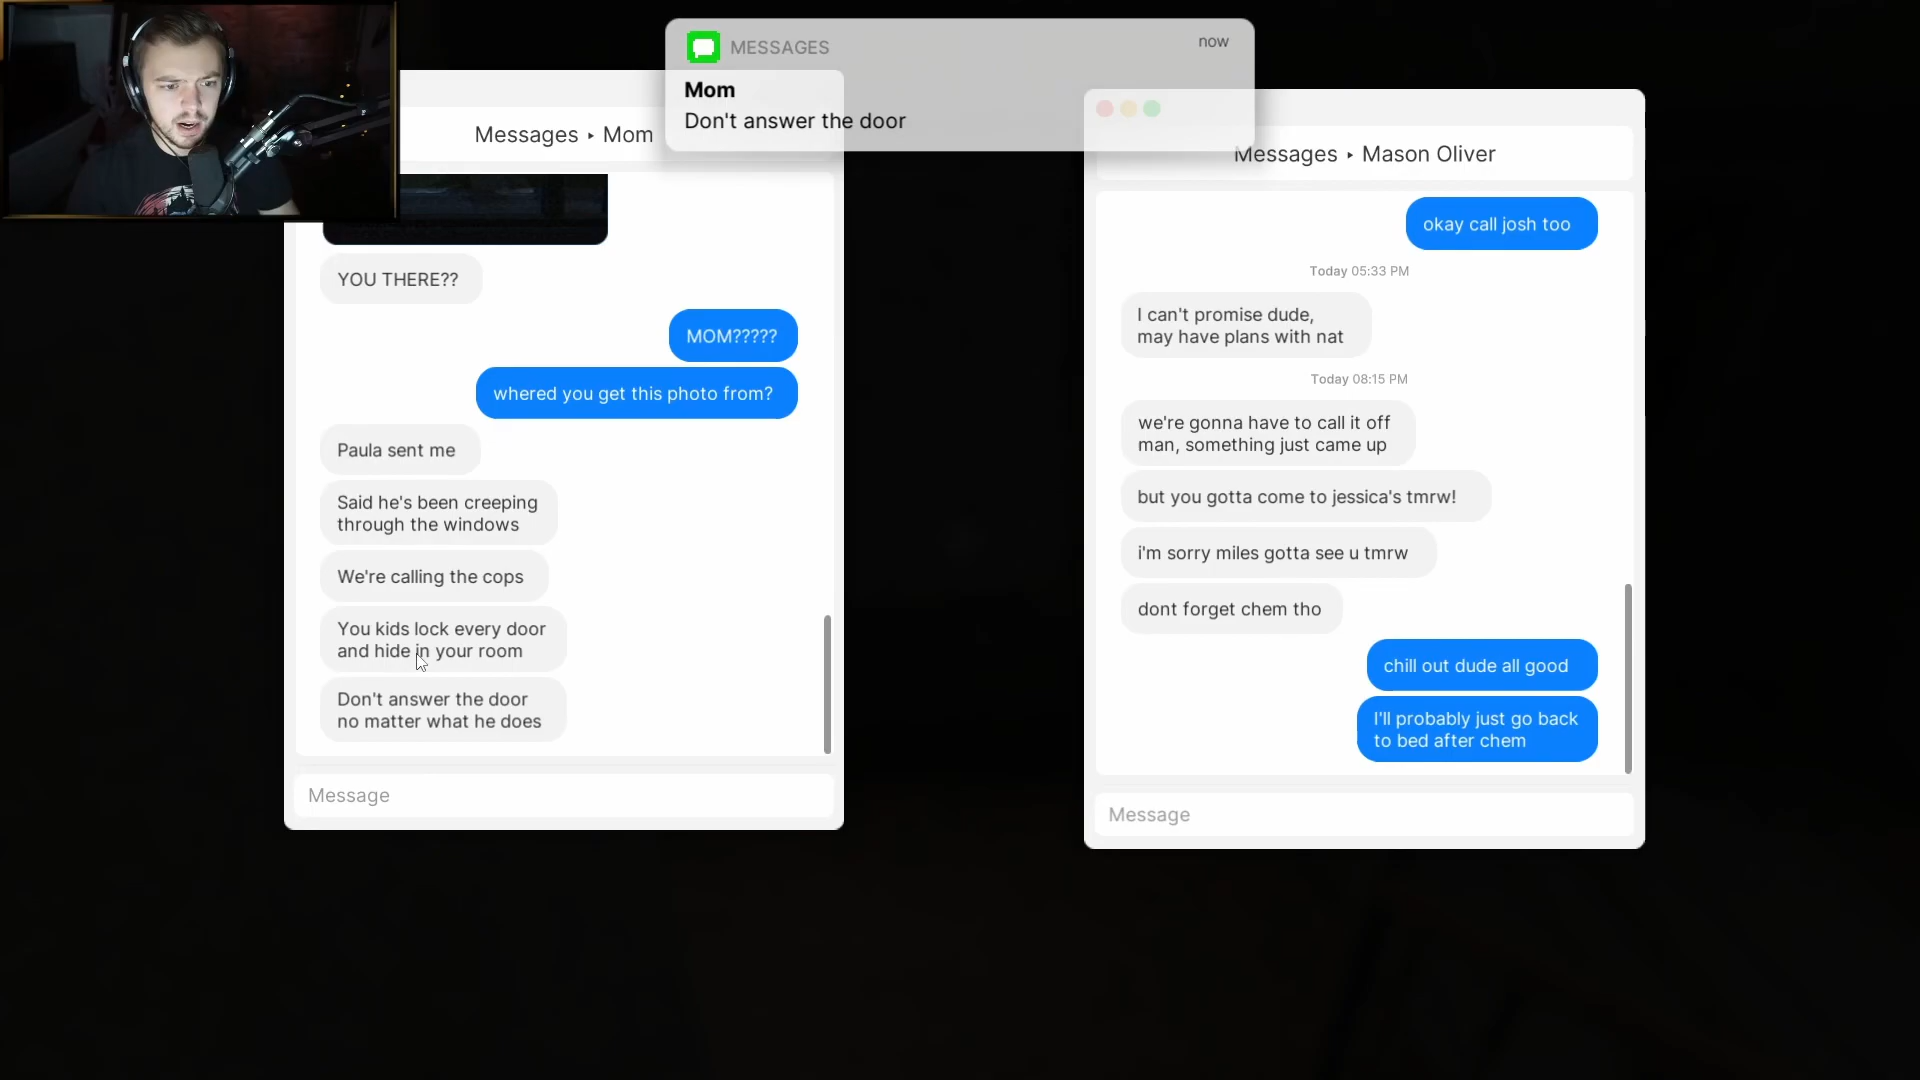 MESSAGES
now
Mom
Don't answer the door
Messages ‣ Mom
YOU THERE??
MOM?????
whered you get this photo from?
Paula sent me
Said he's been creeping
through the windows
We're calling the cops
You kids lock every door
and hide in your room
Don't answer the door
no matter what he does
Message
Messages ‣ Mason Oliver
okay call josh too
Today 05:33 PM
I can't promise dude,
may have plans with nat
Today 08:15 PM
we're gonna have to call it off
man, something just came up
but you gotta come to jessica's tmrw!
i'm sorry miles gotta see u tmrw
dont forget chem tho
chill out dude all good
I'll probably just go back
to bed after chem
Message